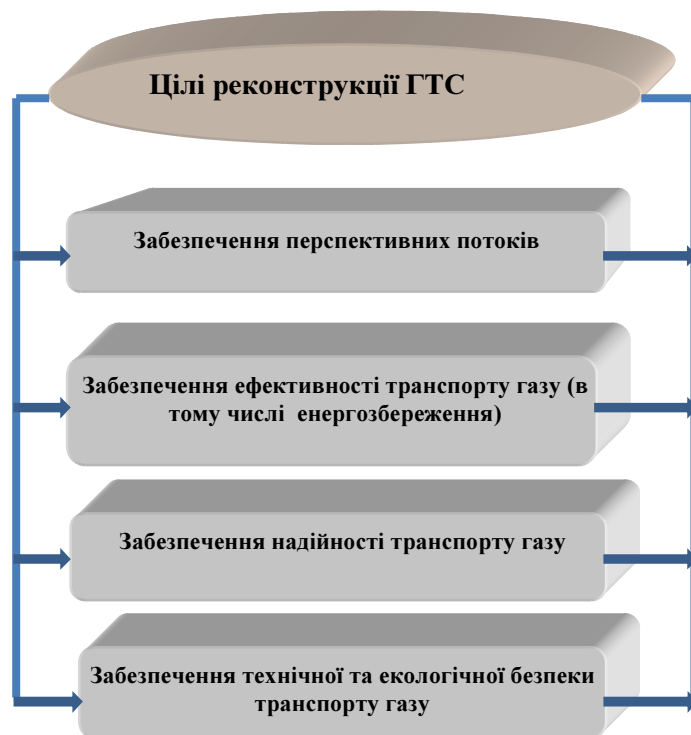 Цілі реконструкції ГТС
Забезпечення перспективних потоків
Забезпечення ефективності транспорту газу (в
тому числі енергозбереження)
Забезпечення надійності транспорту газу
Забезпечення технічної та екологічної безпеки
транспорту газу